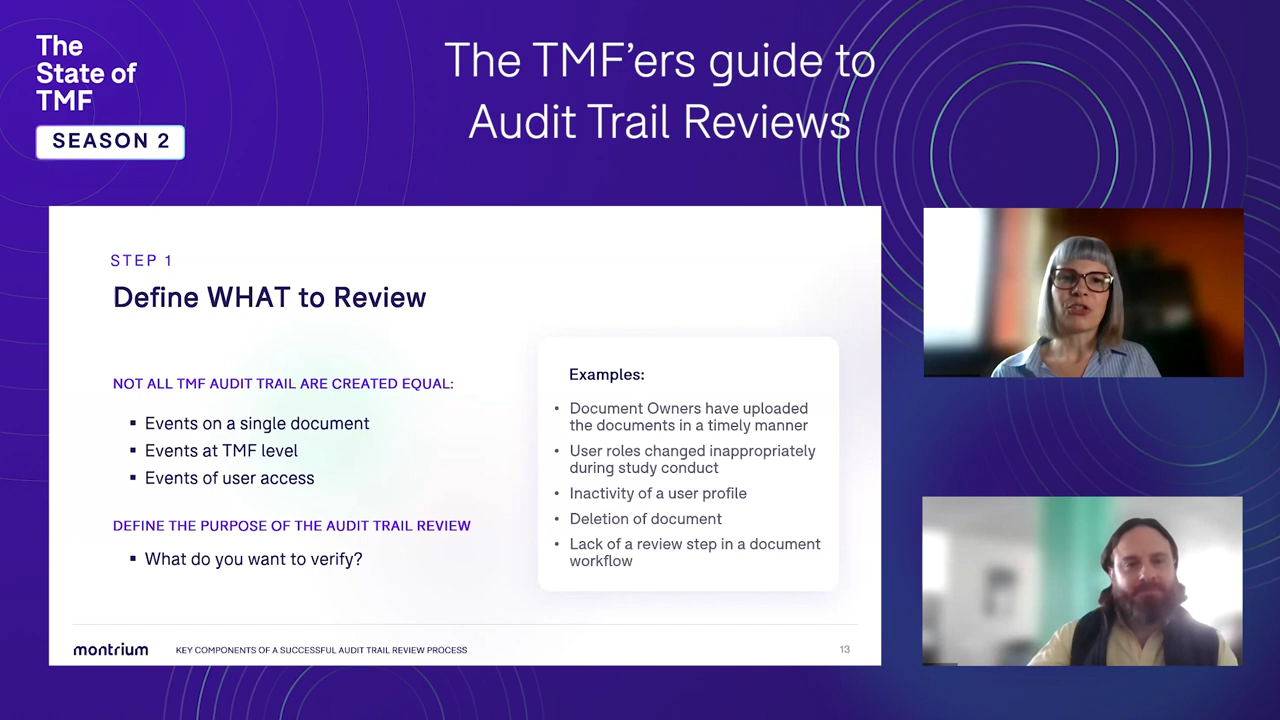 The
State of
TMF
SEASON 2
The TMF’ers guide to
Audit Trail Reviews
STEP 1
Define WHAT to Review
NOT ALL TMF AUDIT TRAIL ARE CREATED EQUAL:
▪ Events on a single document
▪ Events at TMF level
▪ Events of user access
DEFINE THE PURPOSE OF THE AUDIT TRAIL REVIEW
▪ What do you want to verify?
Examples:
• Document Owners have uploaded
the documents in a timely manner
• User roles changed inappropriately
during study conduct
• Inactivity of a user profile
• Deletion of document
• Lack of a review step in a document
workflow
montrium
KEY COMPONENTS OF A SUCCESSFUL AUDIT TRAIL REVIEW PROCESS
13